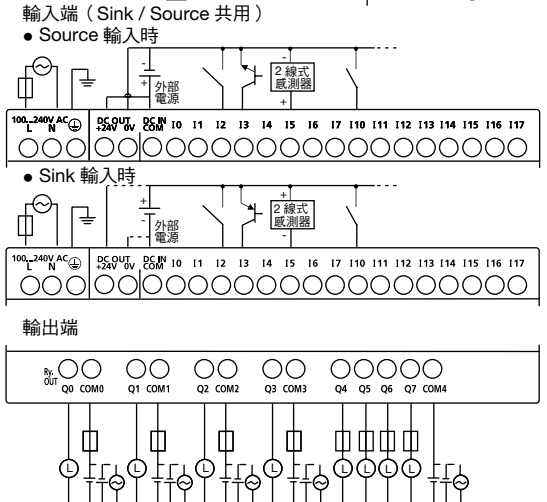 輸入端（Sink / Source 共用）
● Source 輸入時
- + 外部電源
2 線式感測器
- +
100...240V AC
L N
DC OUT +24V 0V
DC IN COM
I0 I1 I2 I3 I4 I5 I6 I7 I10 I11 I12 I13 I14 I15 I16 I17
● Sink 輸入時
+ - 外部電源
+
2 線式感測器
-
100...240V AC
L N
DC OUT +24V 0V
DC IN COM
I0 I1 I2 I3 I4 I5 I6 I7 I10 I11 I12 I13 I14 I15 I16 I17
輸出端
Ry. OUT
Q0 COM0 Q1 COM1 Q2 COM2 Q3 COM3 Q4 Q5 Q6 Q7 COM4
L L L L L L L L